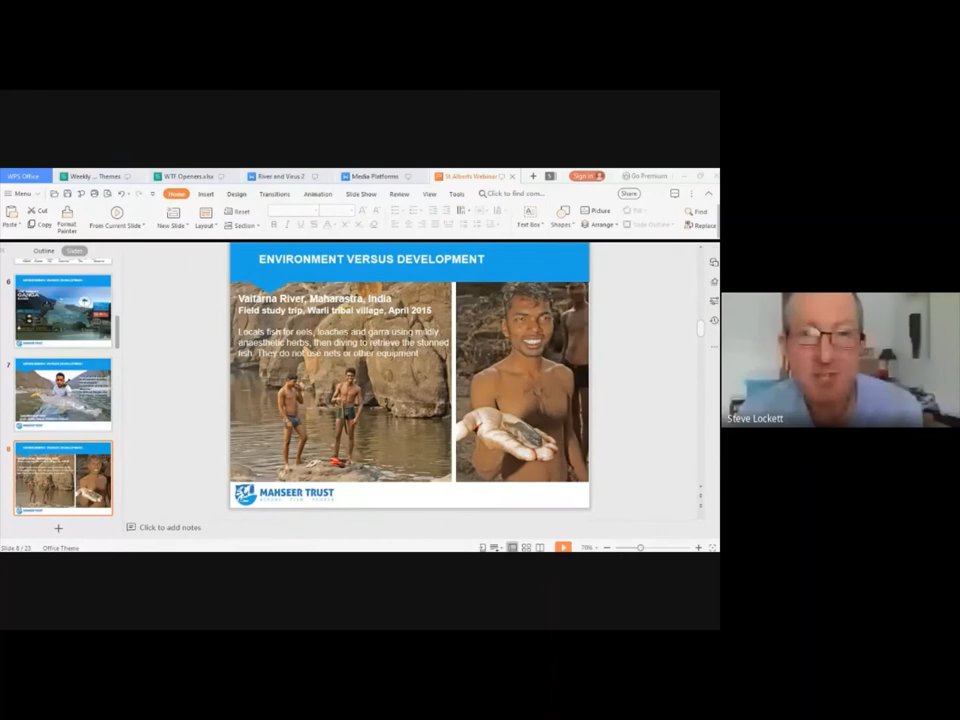 WPS Office
Weekly ... Themes
WTF Openers.xlsx
River and Virus 2
Media Platforms
St Alberts Webinar
Sign in
Go Premium
Menu
Home
Insert
Design
Transitions
Animation
Slide Show
Review
View
Tools
Click to find com...
Share
Paste
Cut
Copy
Format
Painter
From Current Slide
New Slide
Layout
Reset
Section
B I U A
Text Box
Shapes
Picture
Arrange
Fill
Outline
Find
Replace
Outline
Slides
6
7
8
ENVIRONMENT VERSUS DEVELOPMENT
Vaitarna River, Maharastra, India
Field study trip, Warli tribal village, April 2015
Locals fish for eels, loaches and garra using mildly
anaesthetic herbs, then diving to retrieve the stunned
fish. They do not use nets or other equipment
MAHSEER TRUST
Click to add notes
Slide 8 / 23
Office Theme
78%
Steve Lockett